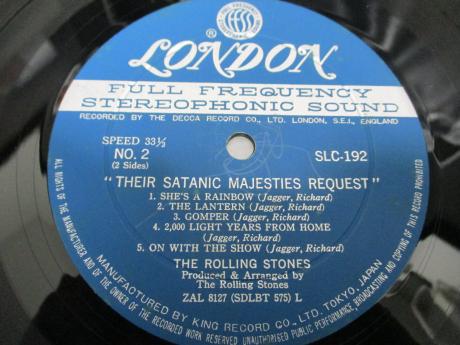 FULL FREQUENCY
®
LONDON
FULL FREQUENCY
STEREOPHONIC SOUND
RECORDED BY THE DECCA RECORD CO., LTD. LONDON, S.E.I., ENGLAND
SPEED 33⅓
NO. 2
(2 Sides)
SLC-192
"THEIR SATANIC MAJESTIES REQUEST"
1. SHE'S A RAINBOW (Jagger, Richard)
2. THE LANTERN (Jagger, Richard)
3. GOMPER (Jagger, Richard)
4. 2,000 LIGHT YEARS FROM HOME
(Jagger, Richard)
5. ON WITH THE SHOW (Jagger, Richard)
THE ROLLING STONES
Produced & Arranged by
The Rolling Stones
ZAL 8127 (SDLBT 575) L
MANUFACTURED BY KING RECORD CO., LTD. TOKYO, JAPAN
ALL RIGHTS OF THE MANUFACTURER AND OF THE OWNER OF THE RECORDED WORK RESERVED UNAUTHORISED PUBLIC PERFORMANCE, BROADCASTING AND COPYING OF THIS RECORD PROHIBITED